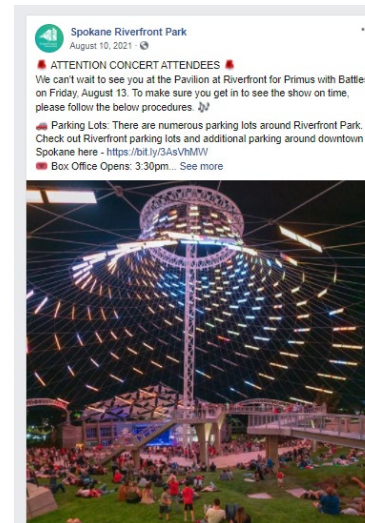 Spokane Riverfront Park
August 10, 2021 ·
ATTENTION CONCERT ATTENDEES
We can't wait to see you at the Pavilion at Riverfront for Primus with Battles
on Friday, August 13. To make sure you get in to see the show on time,
please follow the below procedures.
Parking Lots: There are numerous parking lots around Riverfront Park.
Check out Riverfront parking lots and additional parking around downtown
Spokane here - https://bit.ly/3AsVhMW
Box Office Opens: 3:30pm... See more